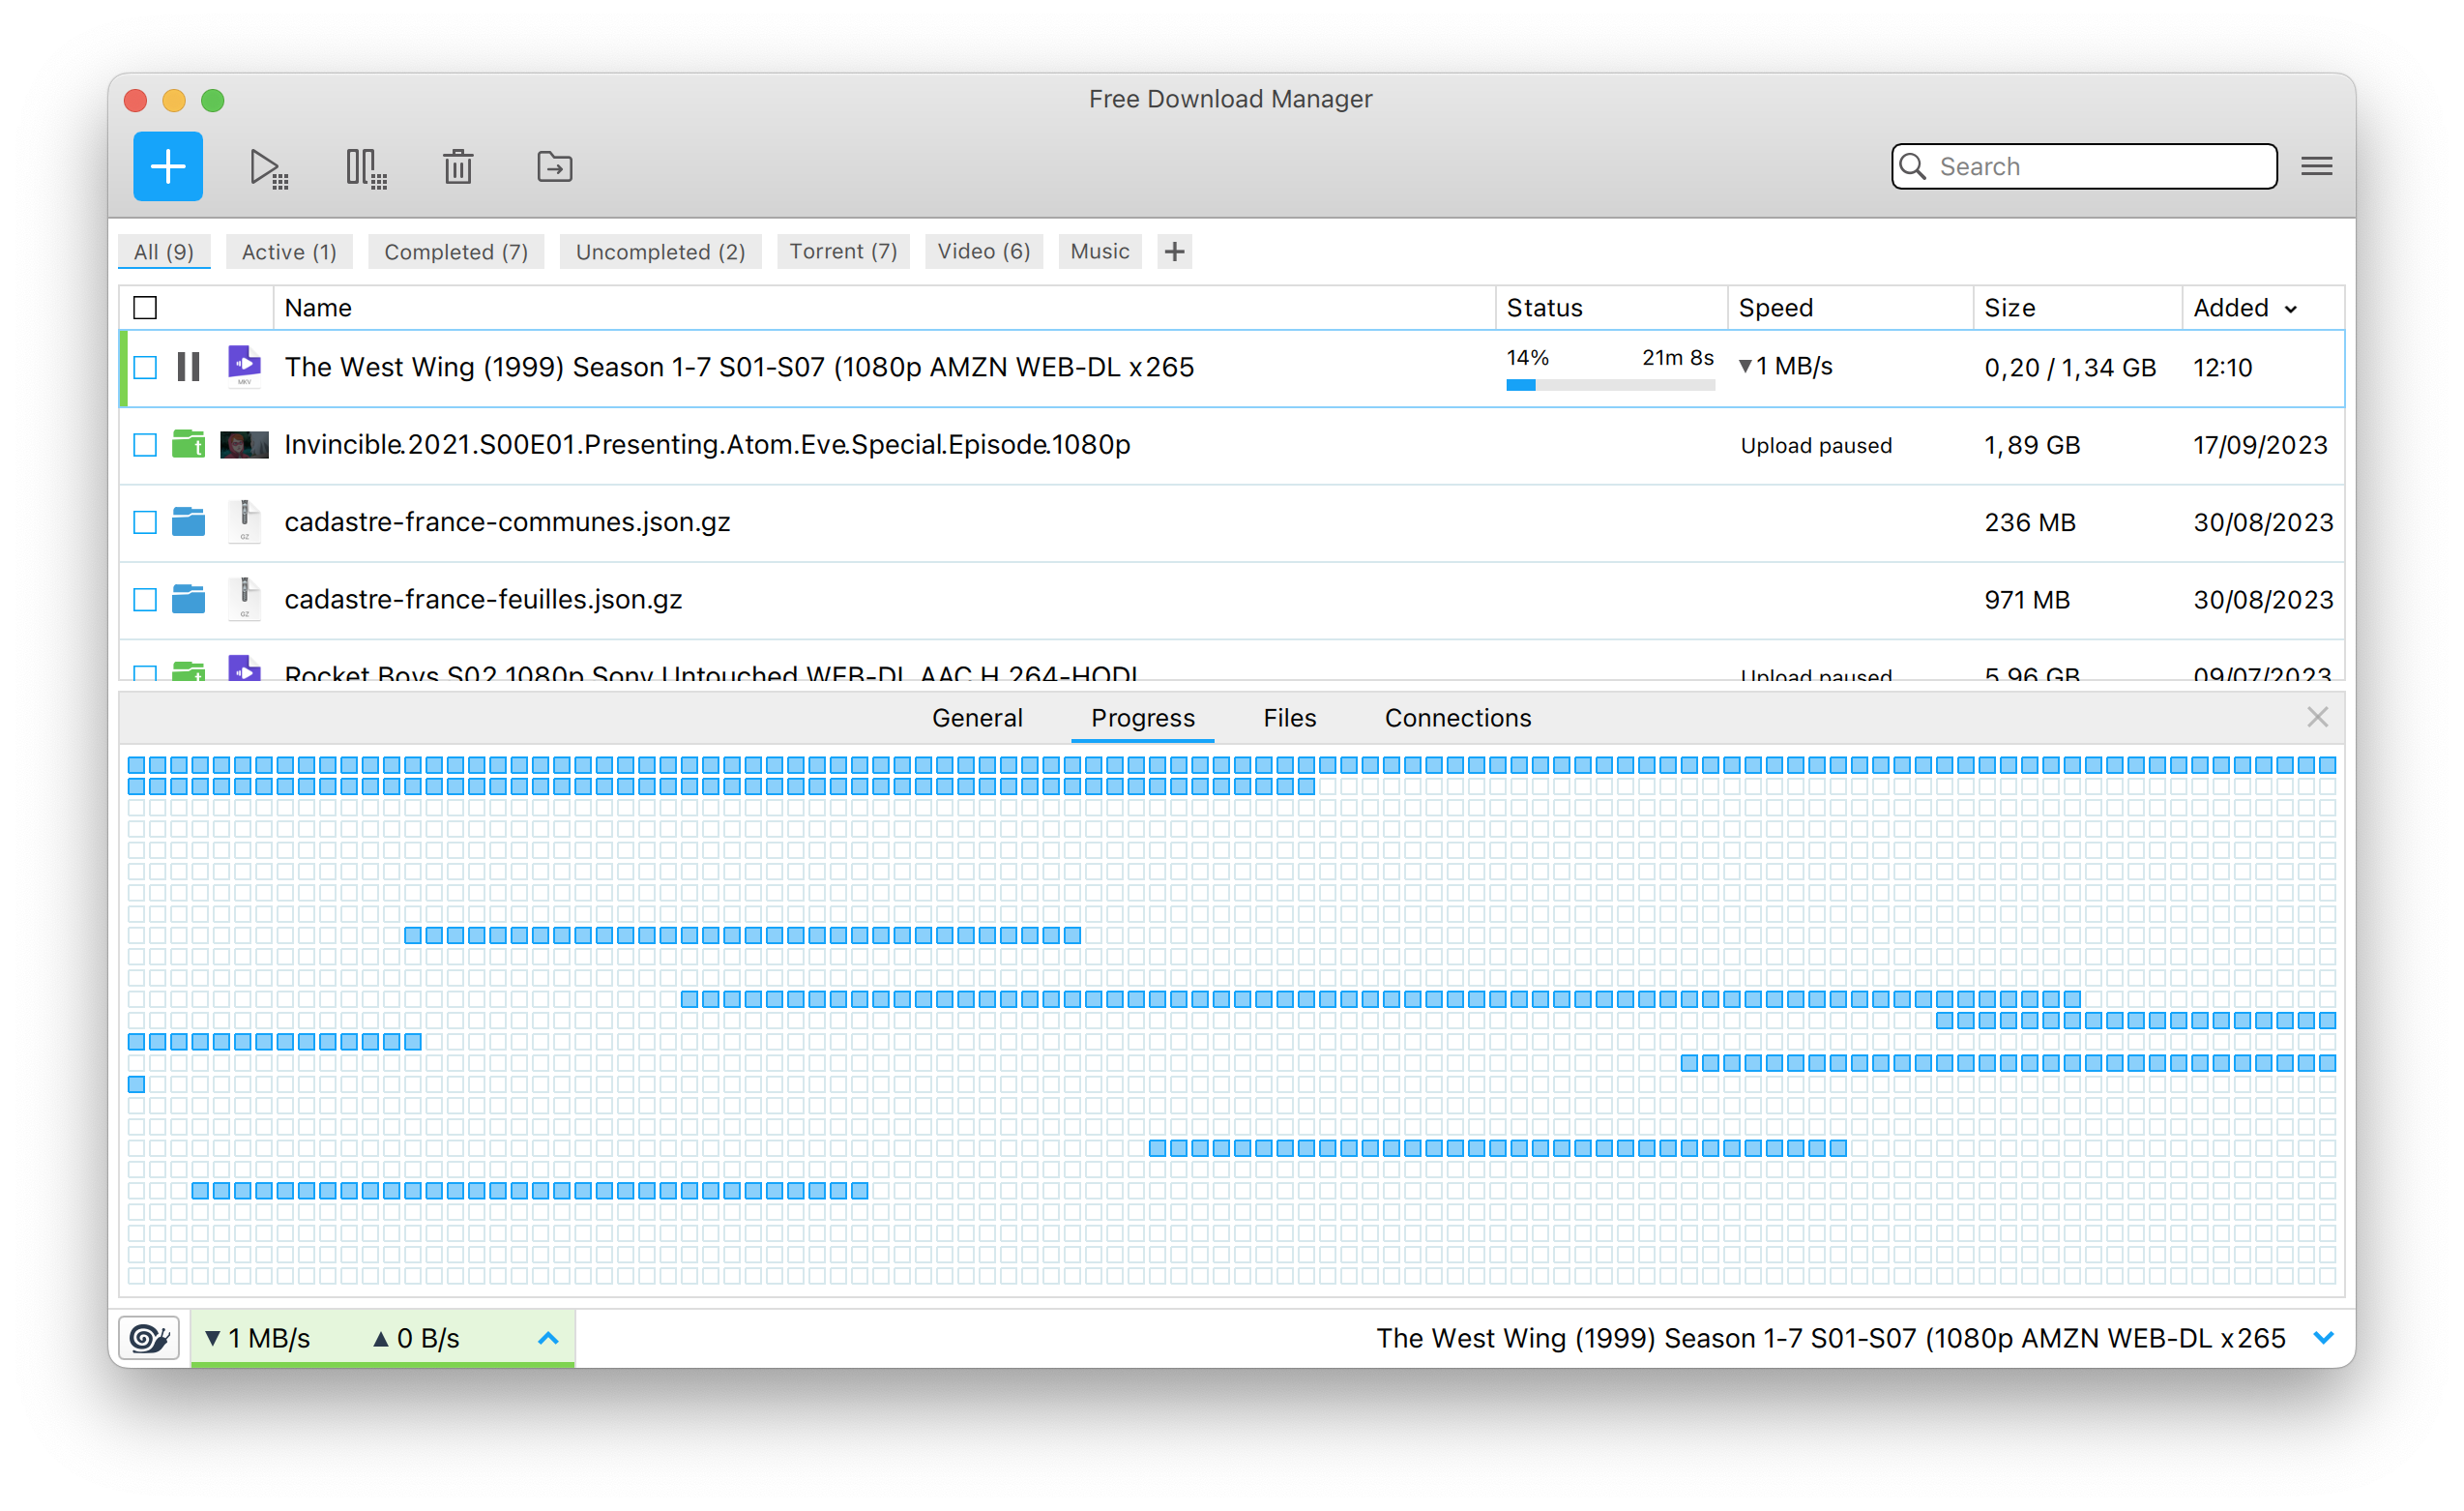 Free Download Manager
Search
All (9) Active (1) Completed (7) Uncompleted (2) Torrent (7) Video (6) Music
Name Status Speed Size Added
MKV The West Wing (1999) Season 1-7 S01-S07 (1080p AMZN WEB-DL x265 14% 21m 8s 1 MB/s 0,20 / 1,34 GB 12:10
t Invincible.2021.S00E01.Presenting.Atom.Eve.Special.Episode.1080p Upload paused 1,89 GB 17/09/2023
GZ cadastre-france-communes.json.gz 236 MB 30/08/2023
GZ cadastre-france-feuilles.json.gz 971 MB 30/08/2023
t Rocket Boys S02 1080p Sony Untouched WEB-DL AAC H 264-HODL Upload paused 5,96 GB 09/07/2023
General Progress Files Connections
1 MB/s 0 B/s The West Wing (1999) Season 1-7 S01-S07 (1080p AMZN WEB-DL x265